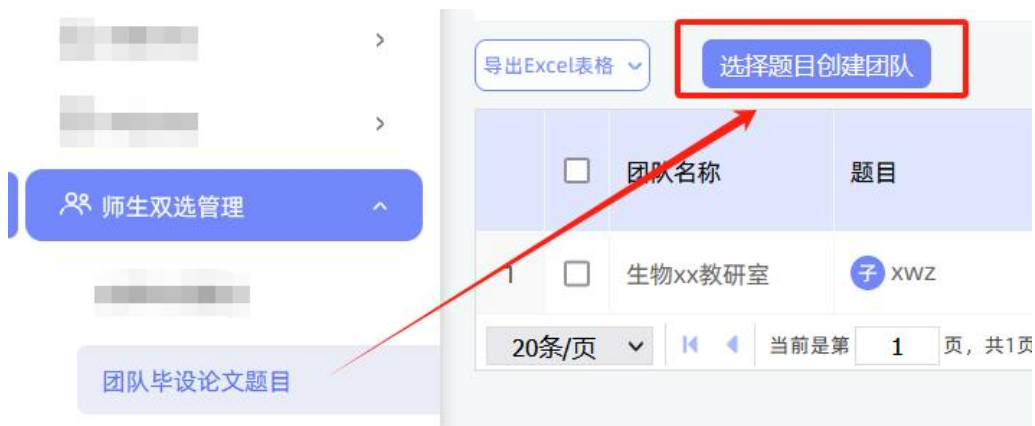 导出Excel表格
选择题目创建团队
团队名称 题目
师生双选管理
1 生物xx教研室 子 xwz
20条/页 当前是第 1 页，共1页
团队毕设论文题目